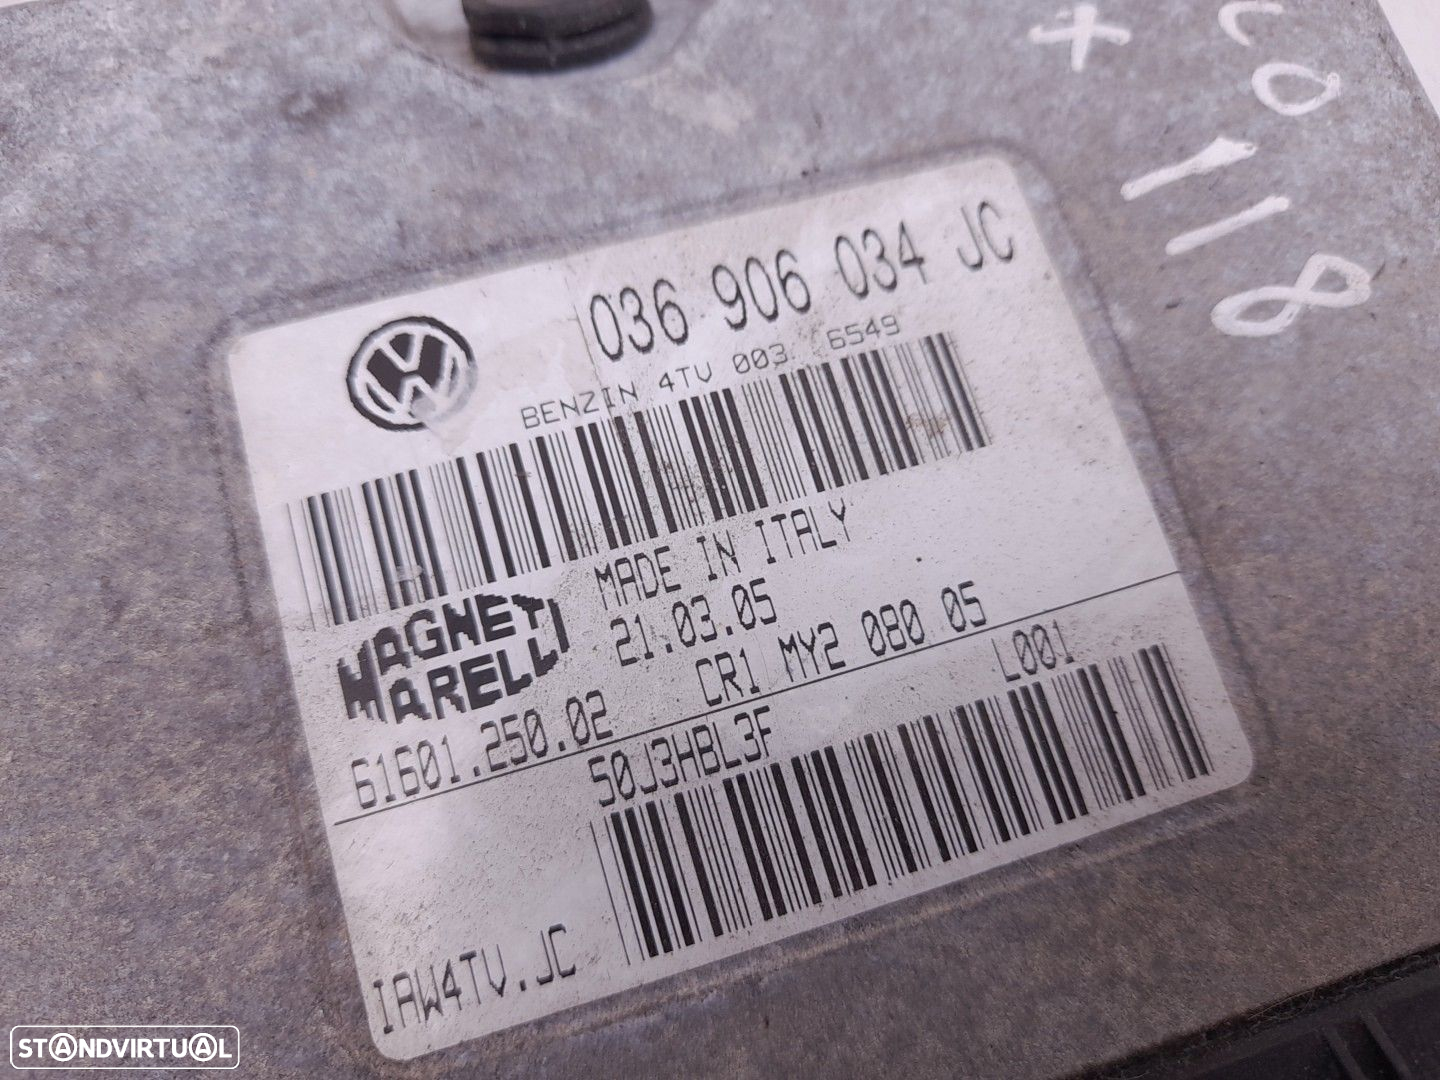 X
C0118
036 906 034 JC
BENZIN 4TV 003 6549
MADE IN ITALY
MAGNETI
MARELLI
21.03.05
61601.250.02 CR1 MY2 080 05
50J3HBL3F L001
IAW4TV.JC
STANDVIRTUAL